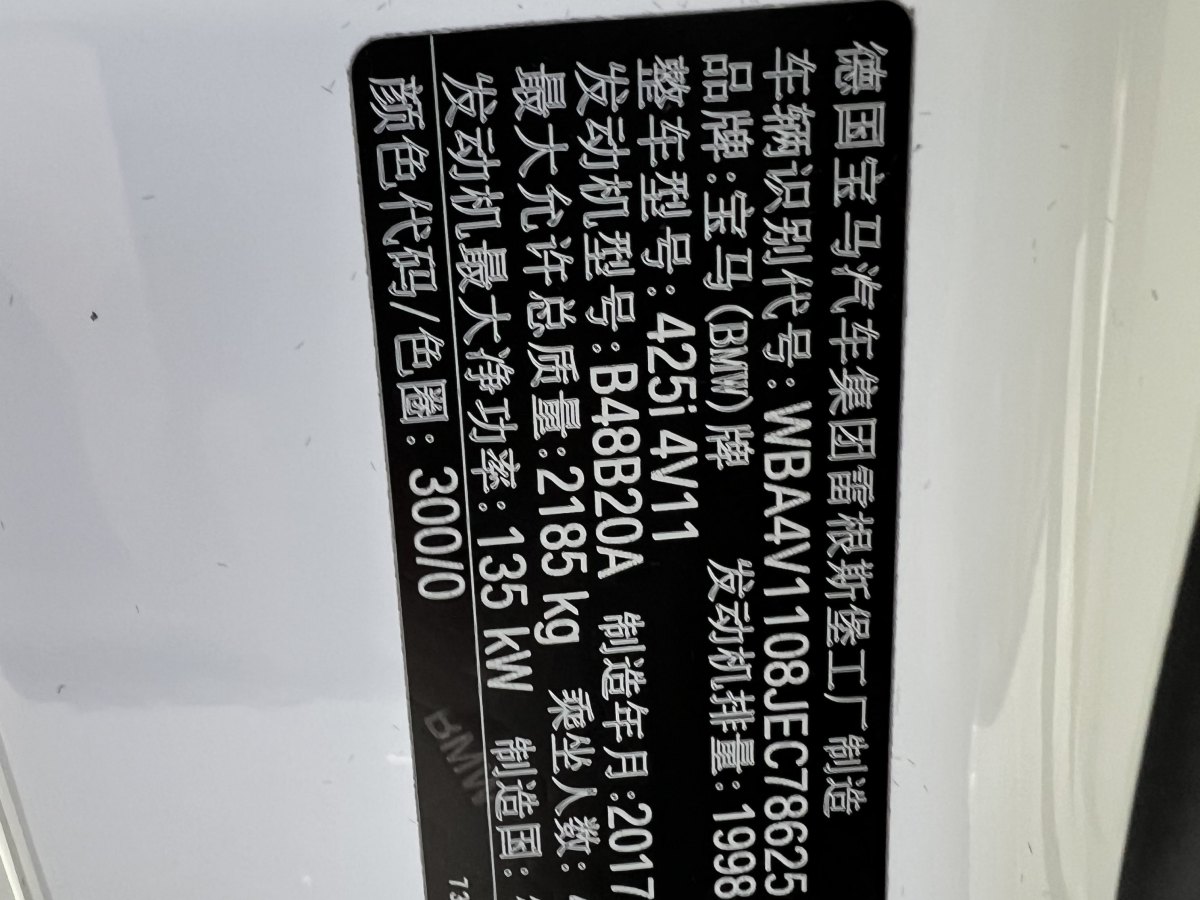 德国宝马汽车集团雷根斯堡工厂制造
车辆识别代号:WBA4V1108JEC78625
品牌:宝马(BMW)牌 发动机排量:1998
整车型号:425i 4V11
发动机型号:B48B20A 制造年月:2017
最大允许总质量:2185 kg 乘坐人数:
发动机最大净功率:135 kW 制造国:
颜色代码/色圈:300/0
BMW
73